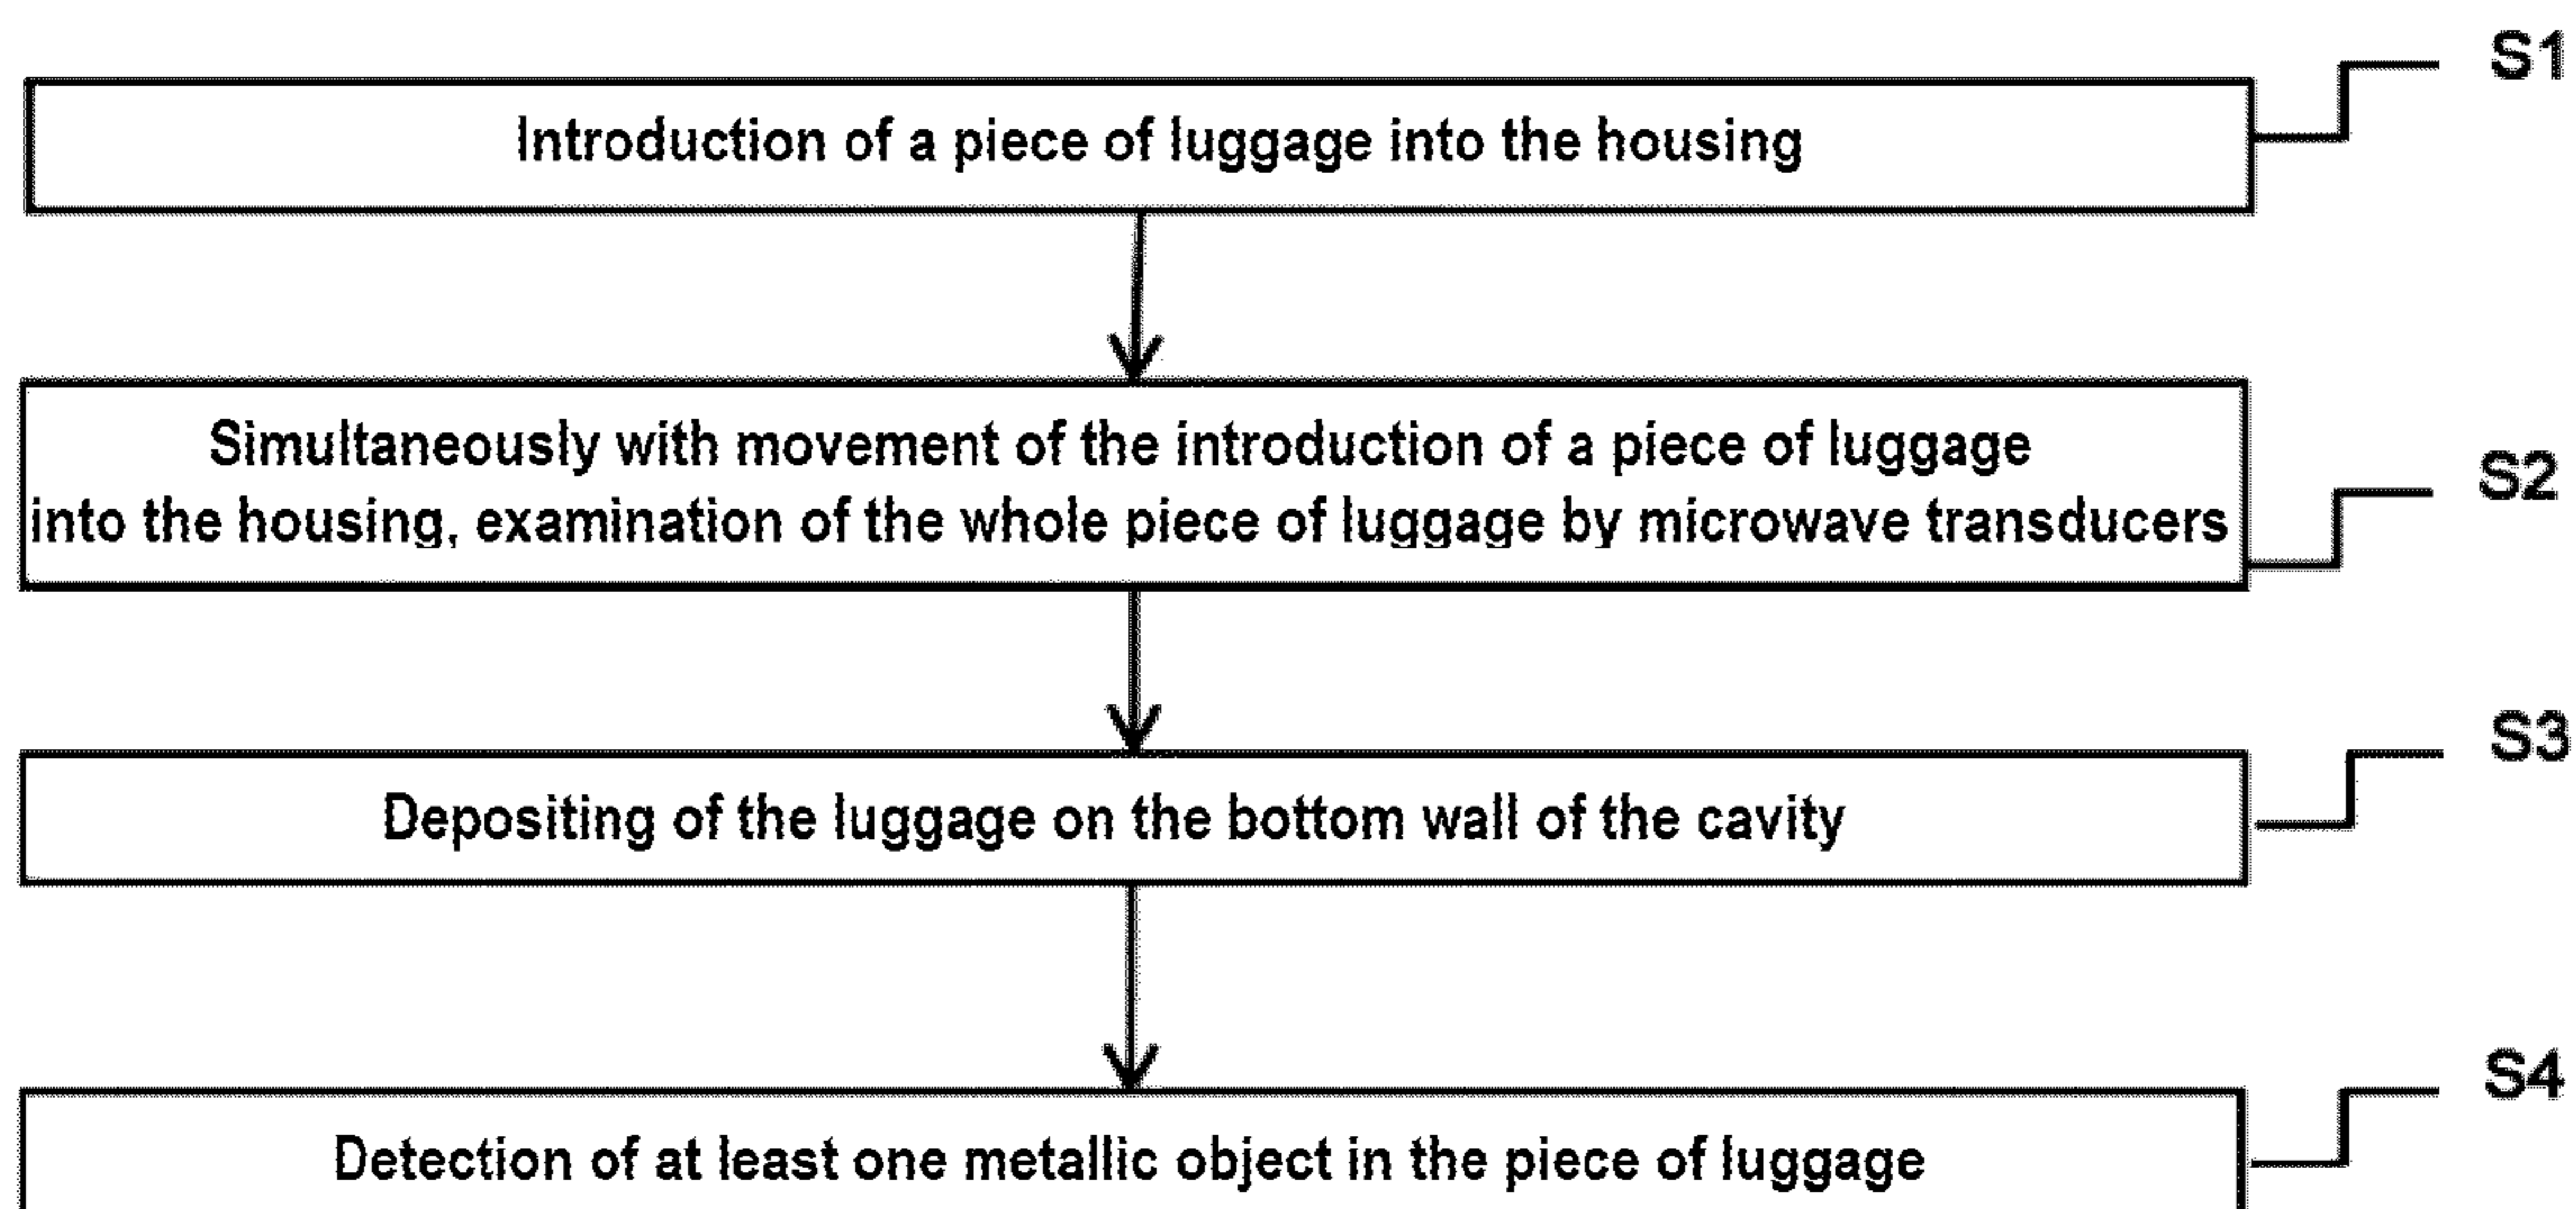 S1
Introduction of a piece of luggage into the housing
Simultaneously with movement of the introduction of a piece of luggage
into the housing, examination of the whole piece of luggage by microwave transducers
S2
S3
Depositing of the luggage on the bottom wall of the cavity
S4
Detection of at least one metallic object in the piece of luggage